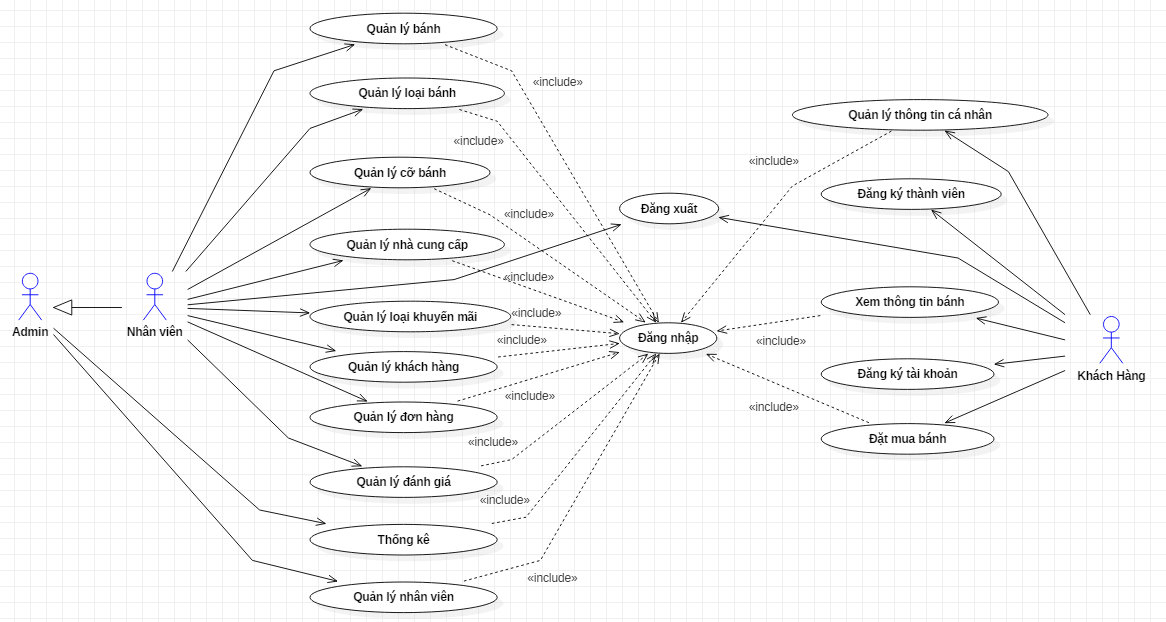 Quản lý bánh
«include»
Quản lý loại bánh
Quản lý thông tin cá nhân
«include»
«include»
Quản lý cỡ bánh
Đăng ký thành viên
Đăng xuất
«include»
Quản lý nhà cung cấp
«include»
Xem thông tin bánh
«include»
Quản lý loại khuyến mãi
Admin
Nhân viên
Đăng nhập
«include»
«include»
Quản lý khách hàng
Đăng ký tài khoản
Khách Hàng
«include»
«include»
Quản lý đơn hàng
Đặt mua bánh
«include»
Quản lý đánh giá
«include»
Thống kê
«include»
Quản lý nhân viên